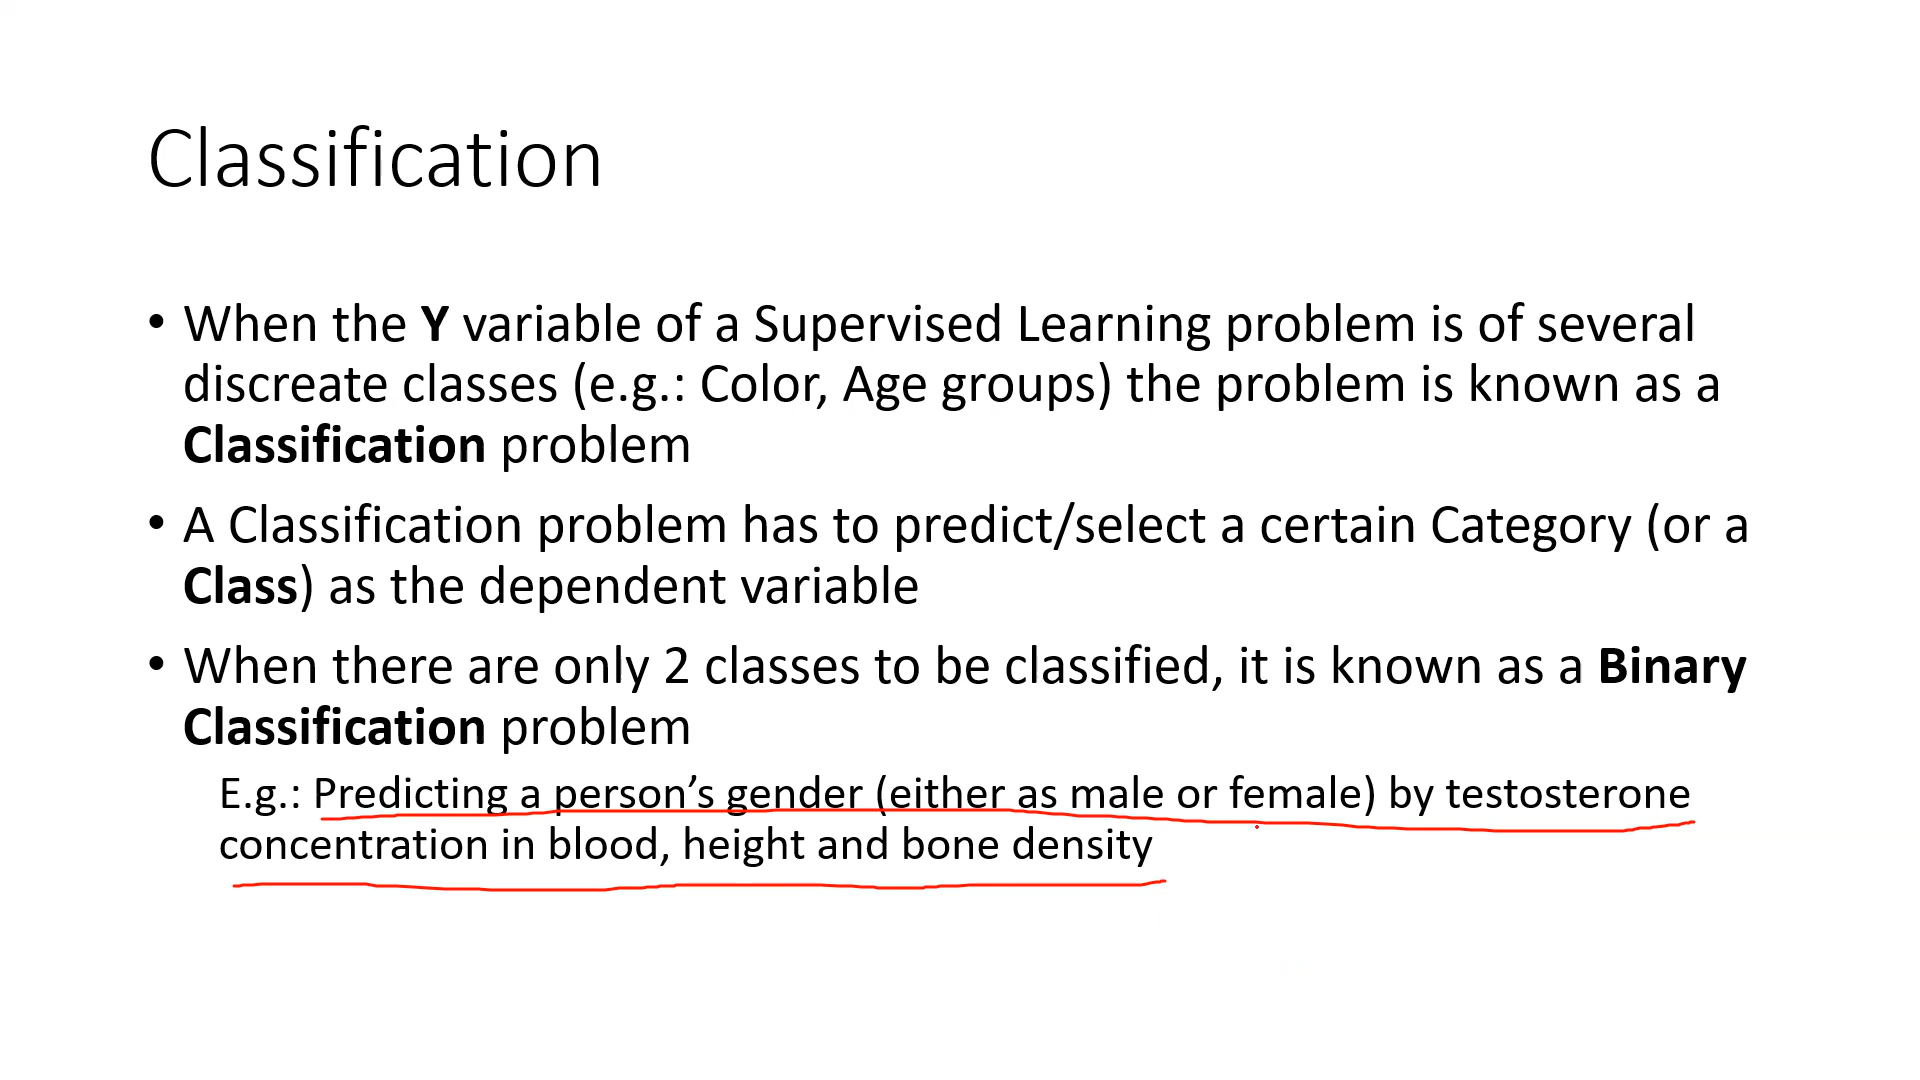 Classification
• When the Y variable of a Supervised Learning problem is of several
discreate classes (e.g.: Color, Age groups) the problem is known as a
Classification problem
• A Classification problem has to predict/select a certain Category (or a
Class) as the dependent variable
• When there are only 2 classes to be classified, it is known as a Binary
Classification problem
E.g.: Predicting a person’s gender (either as male or female) by testosterone
concentration in blood, height and bone density